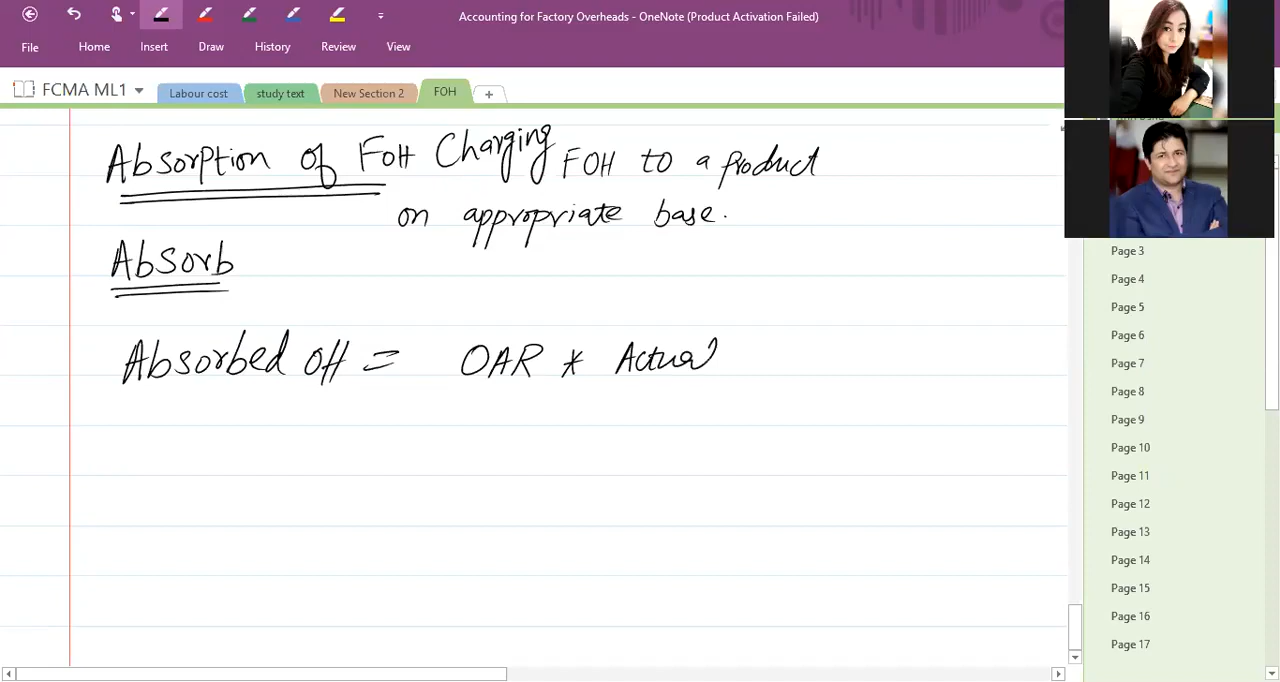 Accounting for Factory Overheads - OneNote (Product Activation Failed)
File Home Insert Draw History Review View
FCMA ML1 Labour cost study text New Section 2 FOH +
Absorption of FOH Charging FOH to a product
on appropriate base.
Absorb
Absorbed OH = OAR * Actual
Page 3
Page 4
Page 5
Page 6
Page 7
Page 8
Page 9
Page 10
Page 11
Page 12
Page 13
Page 14
Page 15
Page 16
Page 17